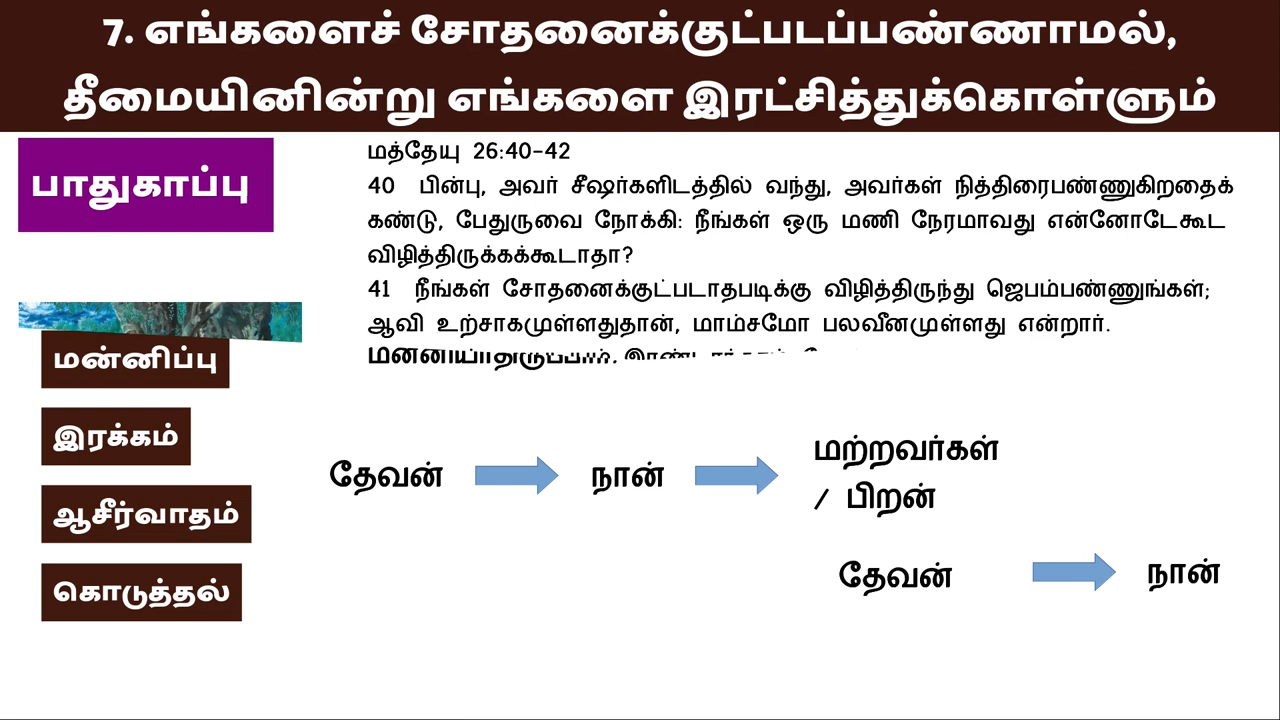 7. எங்களைச் சோதனைக்குட்படப்பண்ணாமல்,
தீமையினின்று எங்களை இரட்சித்துக்கொள்ளும்
பாதுகாப்பு
மத்தேயு 26:40-42
40 பின்பு, அவர் சீஷர்களிடத்தில் வந்து, அவர்கள் நித்திரைபண்ணுகிறதைக்
கண்டு, பேதுருவை நோக்கி: நீங்கள் ஒரு மணி நேரமாவது என்னோடேகூட
விழித்திருக்கக்கூடாதா?
41 நீங்கள் சோதனைக்குட்படாதபடிக்கு விழித்திருந்து ஜெபம்பண்ணுங்கள்;
ஆவி உற்சாகமுள்ளதுதான், மாம்சமோ பலவீனமுள்ளது என்றார்.
மன்னிப்பு
இரக்கம்
ஆசீர்வாதம்
கொடுத்தல்
தேவன்
நான்
மற்றவர்கள்
/ பிறன்
தேவன்
நான்